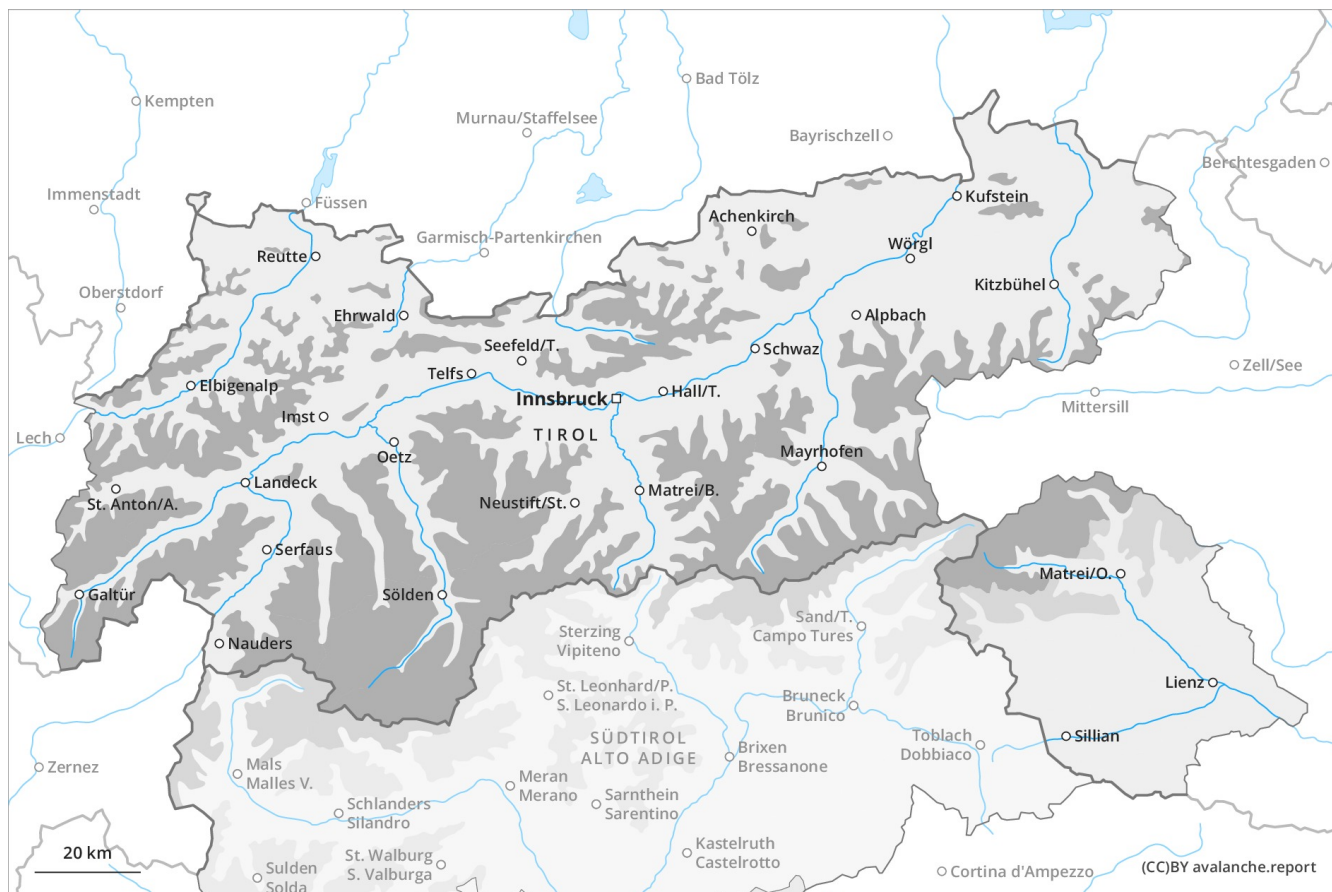 Kempten
Bad Tölz
Murnau/Staffelsee
Bayrischzell
Berchtesgaden
Immenstadt
Füssen
Kufstein
Achenkirch
Garmisch-Partenkirchen
Wörgl
Reutte
Oberstdorf
Kitzbühel
Ehrwald
Alpbach
Seefeld/T.
Schwaz
Zell/See
Telfs
Elbigenalp
Hall/T.
Innsbruck
Mittersill
Imst
TIROL
Lech
Oetz
Mayrhofen
Landeck
Matrei/B.
St. Anton/A.
Neustift/St.
Serfaus
Matrei/O.
Galtür
Sölden
Sand/T.
Campo Tures
Sterzing
Vipiteno
Nauders
Lienz
St. Leonhard/P.
S. Leonardo i. P.
Bruneck
Brunico
Sillian
Toblach
Dobbiaco
SÜDTIROL
ALTO ADIGE
Brixen
Bressanone
Zernez
Mals
Malles V.
Meran
Merano
Sarnthein
Sarentino
Schlanders
Silandro
Kastelruth
Castelrotto
20 km
St. Walburg
S. Valburga
Sulden
Solda
Cortina d'Ampezzo
(CC)BY avalanche.report